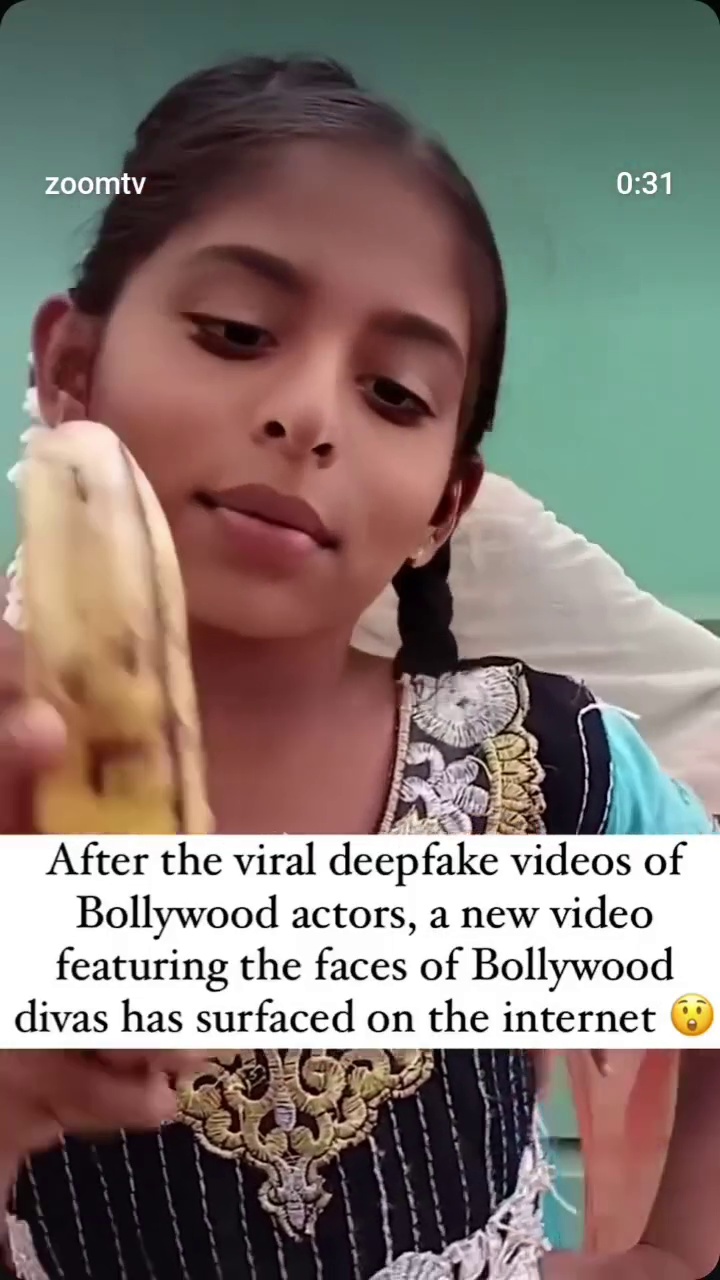 zoomtv
0:31
After the viral deepfake videos of
Bollywood actors, a new video
featuring the faces of Bollywood
divas has surfaced on the internet 😲